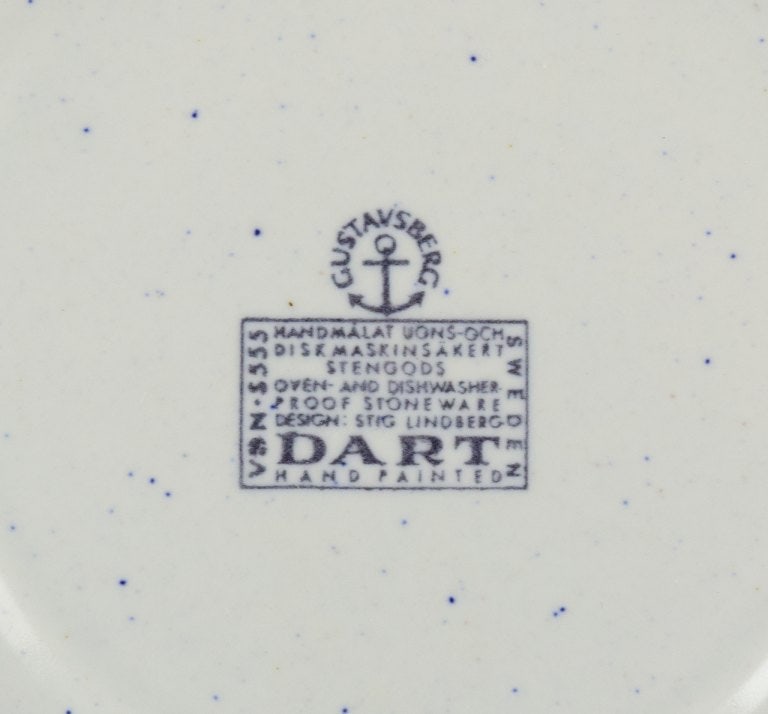 GUSTAVSBERG
HANDMÅLAT UGNS-OCH
DISKMASKINSÄKERT
STENGODS
OVEN- AND DISHWASHER-
PROOF STONEWARE
DESIGN: STIG LINDBERG
DART
HAND PAINTED
SWEDEN